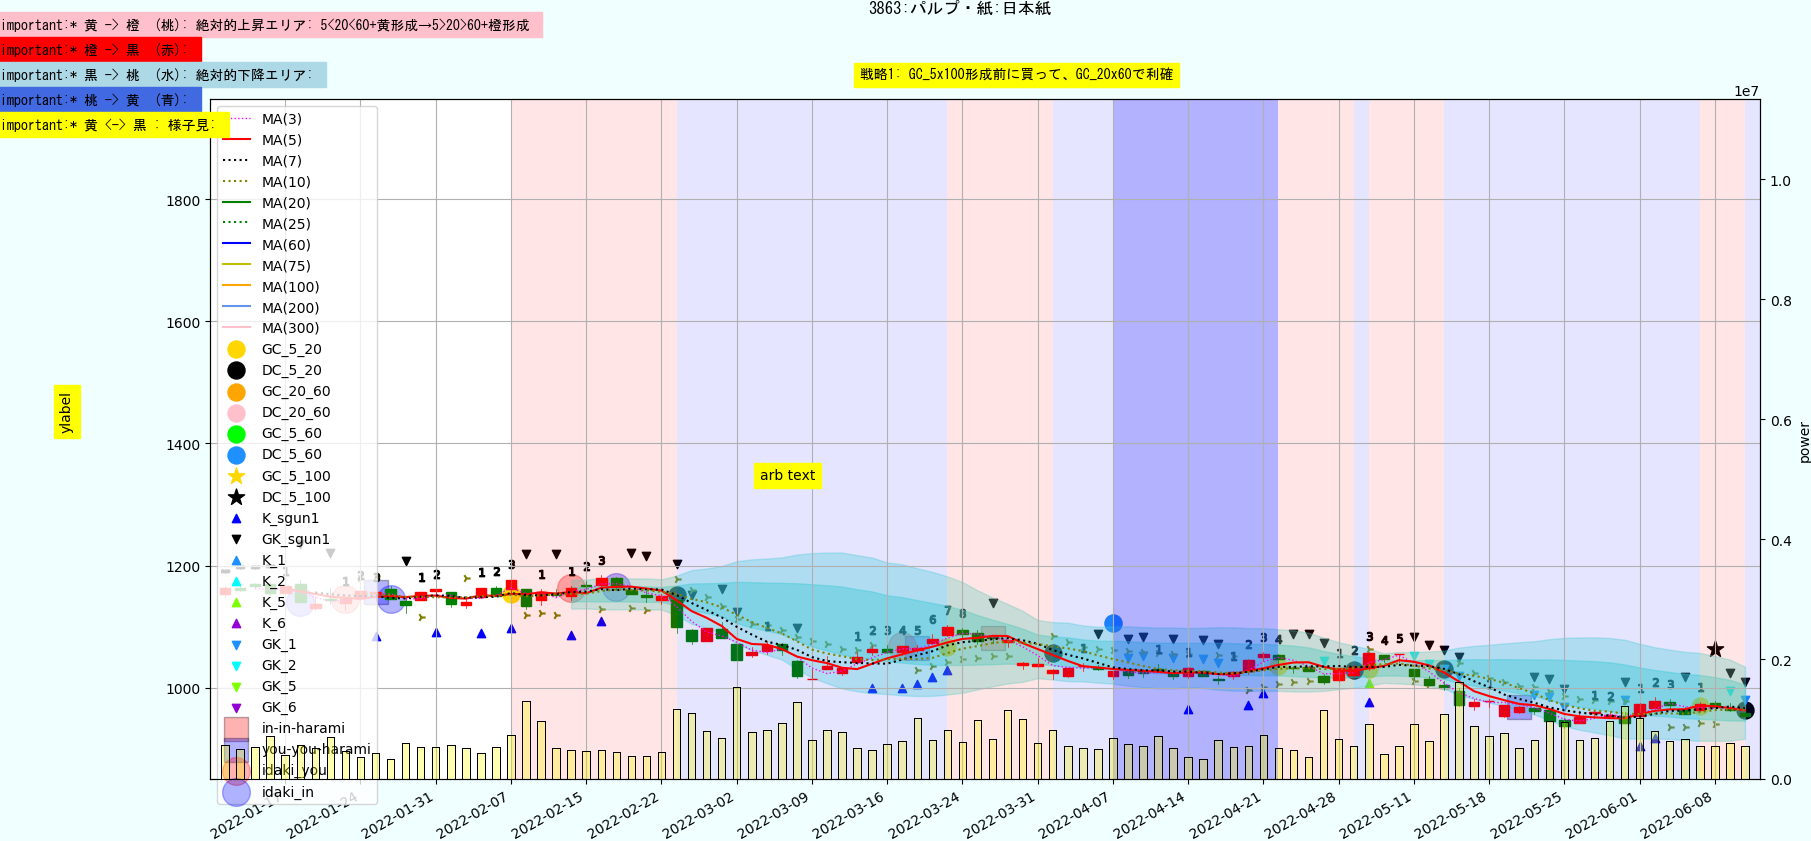 3863:パルプ・紙:日本紙
important:* 黄 -> 橙 (桃): 絶対的上昇エリア: 5<20<60+黄形成→5>20>60+橙形成
important:* 橙 -> 黒 (赤):
important:* 黒 -> 桃 (水): 絶対的下降エリア:
戦略1: GC_5x100形成前に買って、GC_20x60で利確
important:* 桃 -> 黄 (青):
important:* 黄 <-> 黒 : 様子見:
1e7
MA(3)
MA(5)
MA(7)
MA(10)
MA(20)
MA(25)
MA(60)
MA(75)
MA(100)
MA(200)
MA(300)
GC_5_20
DC_5_20
GC_20_60
DC_20_60
GC_5_60
DC_5_60
GC_5_100
DC_5_100
K_sgun1
GK_sgun1
K_1
K_2
K_5
K_6
GK_1
GK_2
GK_5
GK_6
in-in-harami
you-you-harami
idaki_you
idaki_in
1800
1600
1400
1200
1000
ylabel
arb text
1.0
0.8
0.6
0.4
0.2
0.0
power
2022-01-17
2022-01-24
2022-01-31
2022-02-07
2022-02-15
2022-02-22
2022-03-02
2022-03-09
2022-03-16
2022-03-24
2022-03-31
2022-04-07
2022-04-14
2022-04-21
2022-04-28
2022-05-11
2022-05-18
2022-05-25
2022-06-01
2022-06-08